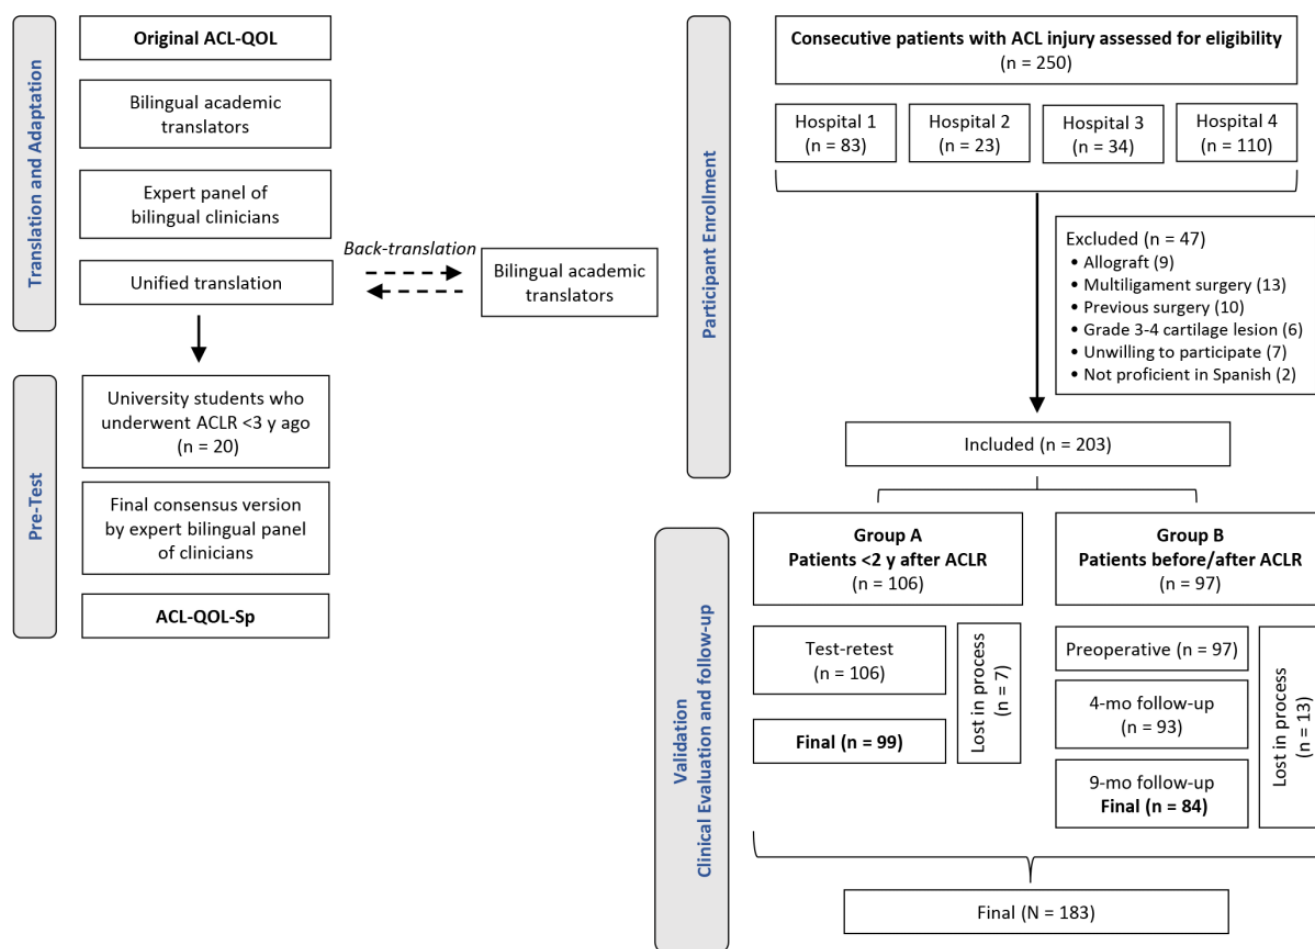 Translation and Adaptation
Original ACL-QOL
Bilingual academic
translators
Expert panel of
bilingual clinicians
Unified translation
Back-translation
Bilingual academic
translators
Pre-Test
University students who
underwent ACLR <3 y ago
(n = 20)
Final consensus version
by expert bilingual panel
of clinicians
ACL-QOL-Sp
Participant Enrollment
Consecutive patients with ACL injury assessed for eligibility
(n = 250)
Hospital 1
(n = 83)
Hospital 2
(n = 23)
Hospital 3
(n = 34)
Hospital 4
(n = 110)
Excluded (n = 47)
• Allograft (9)
• Multiligament surgery (13)
• Previous surgery (10)
• Grade 3-4 cartilage lesion (6)
• Unwilling to participate (7)
• Not proficient in Spanish (2)
Included (n = 203)
Validation
Clinical Evaluation and follow-up
Group A
Patients <2 y after ACLR
(n = 106)
Test-retest
(n = 106)
Final (n = 99)
Lost in process
(n = 7)
Group B
Patients before/after ACLR
(n = 97)
Preoperative (n = 97)
4-mo follow-up
(n = 93)
9-mo follow-up
Final (n = 84)
Lost in process
(n = 13)
Final (N = 183)